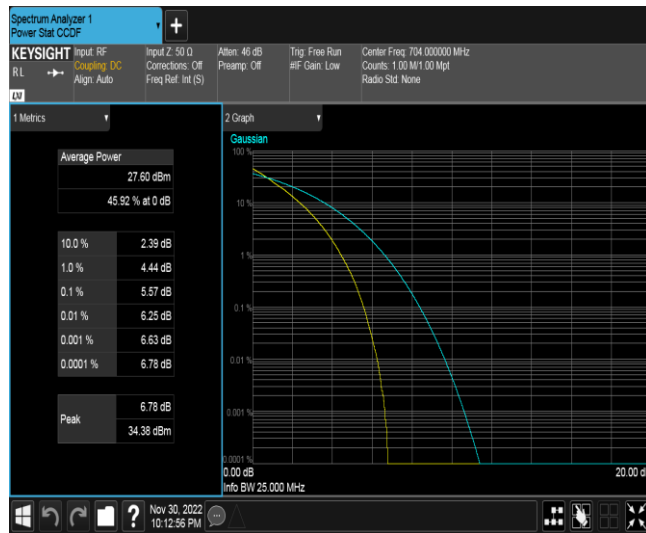 Spectrum Analyzer 1
Power Stat CCDF
+
KEYSIGHT
RL
LXI
Input: RF
Coupling: DC
Align: Auto
Input Z: 50 Ω
Corrections: Off
Freq Ref: Int (S)
Atten: 46 dB
Preamp: Off
Trig: Free Run
#IF Gain: Low
Center Freq: 704.000000 MHz
Counts: 1.00 M/1.00 Mpt
Radio Std: None
1 Metrics
Average Power
27.60 dBm
45.92 % at 0 dB
10.0 % 2.39 dB
1.0 % 4.44 dB
0.1 % 5.57 dB
0.01 % 6.25 dB
0.001 % 6.63 dB
0.0001 % 6.78 dB
Peak
6.78 dB
34.38 dBm
2 Graph
Gaussian
100 %
10 %
1 %
0.1 %
0.01 %
0.001 %
0.0001 %
0.00 dB
20.00 d
Info BW 25.000 MHz
?
Nov 30, 2022
10:12:56 PM